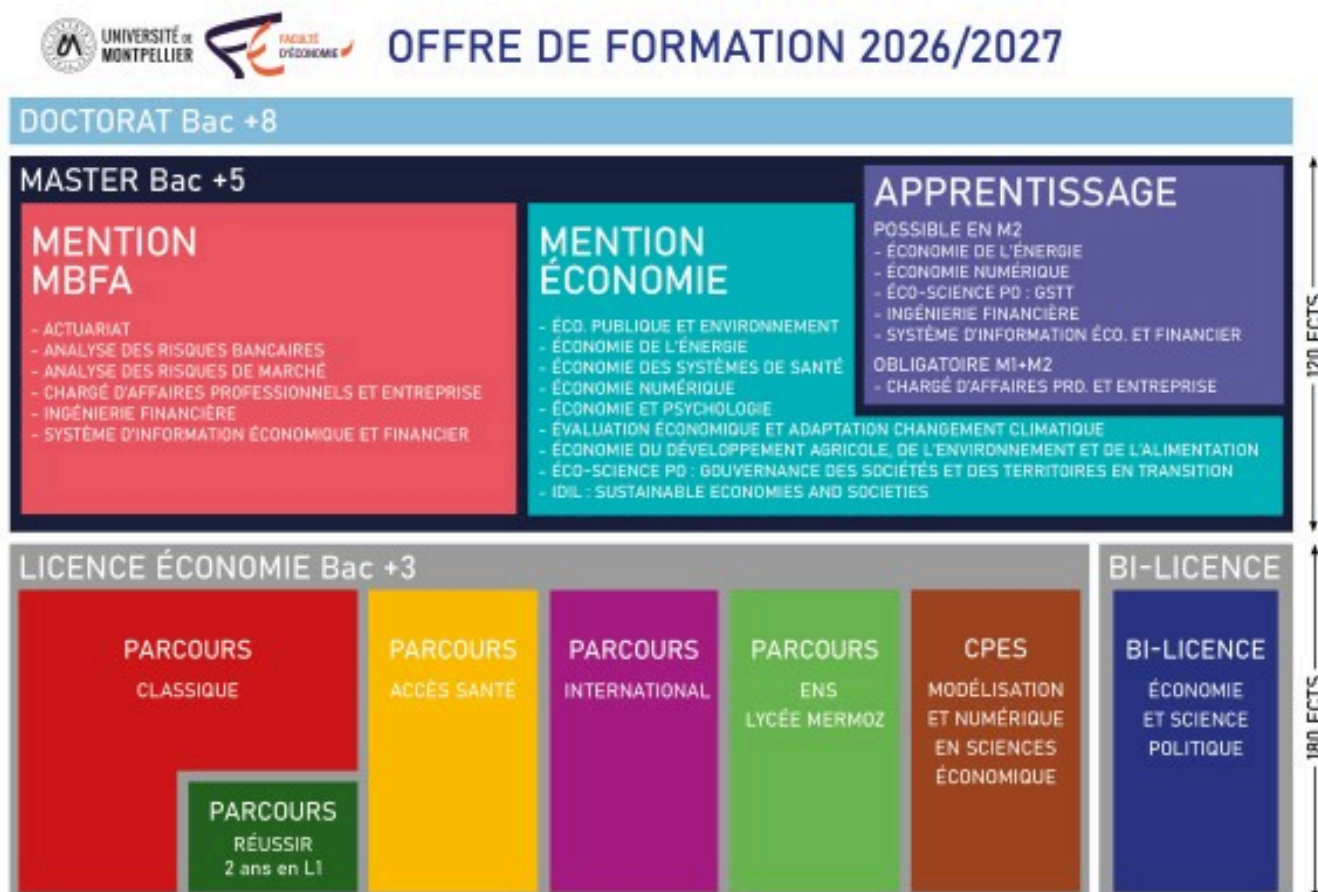 UNIVERSITÉ DE
MONTPELLIER
FACULTÉ
D'ÉCONOMIE
OFFRE DE FORMATION 2026/2027
DOCTORAT Bac +8
MASTER Bac +5
MENTION
MBFA
- ACTUARIAT
- ANALYSE DES RISQUES BANCAIRES
- ANALYSE DES RISQUES DE MARCHÉ
- CHARGÉ D'AFFAIRES PROFESSIONNELS ET ENTREPRISE
- INGÉNIERIE FINANCIÈRE
- SYSTÈME D'INFORMATION ÉCONOMIQUE ET FINANCIER
MENTION
ÉCONOMIE
- ÉCO. PUBLIQUE ET ENVIRONNEMENT
- ÉCONOMIE DE L'ÉNERGIE
- ÉCONOMIE DES SYSTÈMES DE SANTÉ
- ÉCONOMIE NUMÉRIQUE
- ÉCONOMIE ET PSYCHOLOGIE
- ÉVALUATION ÉCONOMIQUE ET ADAPTATION CHANGEMENT CLIMATIQUE
- ÉCONOMIE DU DÉVELOPPEMENT AGRICOLE, DE L'ENVIRONNEMENT ET DE L'ALIMENTATION
- ÉCO-SCIENCE PO : GOUVERNANCE DES SOCIÉTÉS ET DES TERRITOIRES EN TRANSITION
- IDIL : SUSTAINABLE ECONOMIES AND SOCIETIES
APPRENTISSAGE
POSSIBLE EN M2
- ÉCONOMIE DE L'ÉNERGIE
- ÉCONOMIE NUMÉRIQUE
- ÉCO-SCIENCE PO : GSTT
- INGÉNIERIE FINANCIÈRE
- SYSTÈME D'INFORMATION ÉCO. ET FINANCIER
OBLIGATOIRE M1+M2
- CHARGÉ D'AFFAIRES PRO. ET ENTREPRISE
120 ECTS
LICENCE ÉCONOMIE Bac +3
PARCOURS
CLASSIQUE
PARCOURS
RÉUSSIR
2 ans en L1
PARCOURS
ACCÈS SANTÉ
PARCOURS
INTERNATIONAL
PARCOURS
ENS
LYCÉE MERMOZ
CPES
MODÉLISATION
ET NUMÉRIQUE
EN SCIENCES
ÉCONOMIQUE
BI-LICENCE
BI-LICENCE
ÉCONOMIE
ET SCIENCE
POLITIQUE
180 ECTS